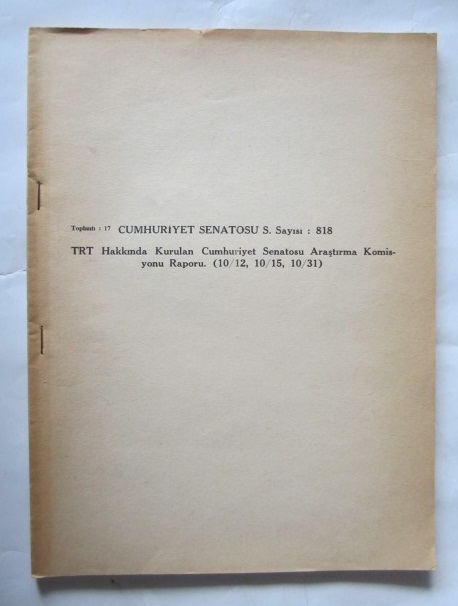 Toplantı : 17 CUMHURİYET SENATOSU S. Sayısı : 818
TRT Hakkında Kurulan Cumhuriyet Senatosu Araştırma Komis-
yonu Raporu. (10/12, 10/15, 10/31)